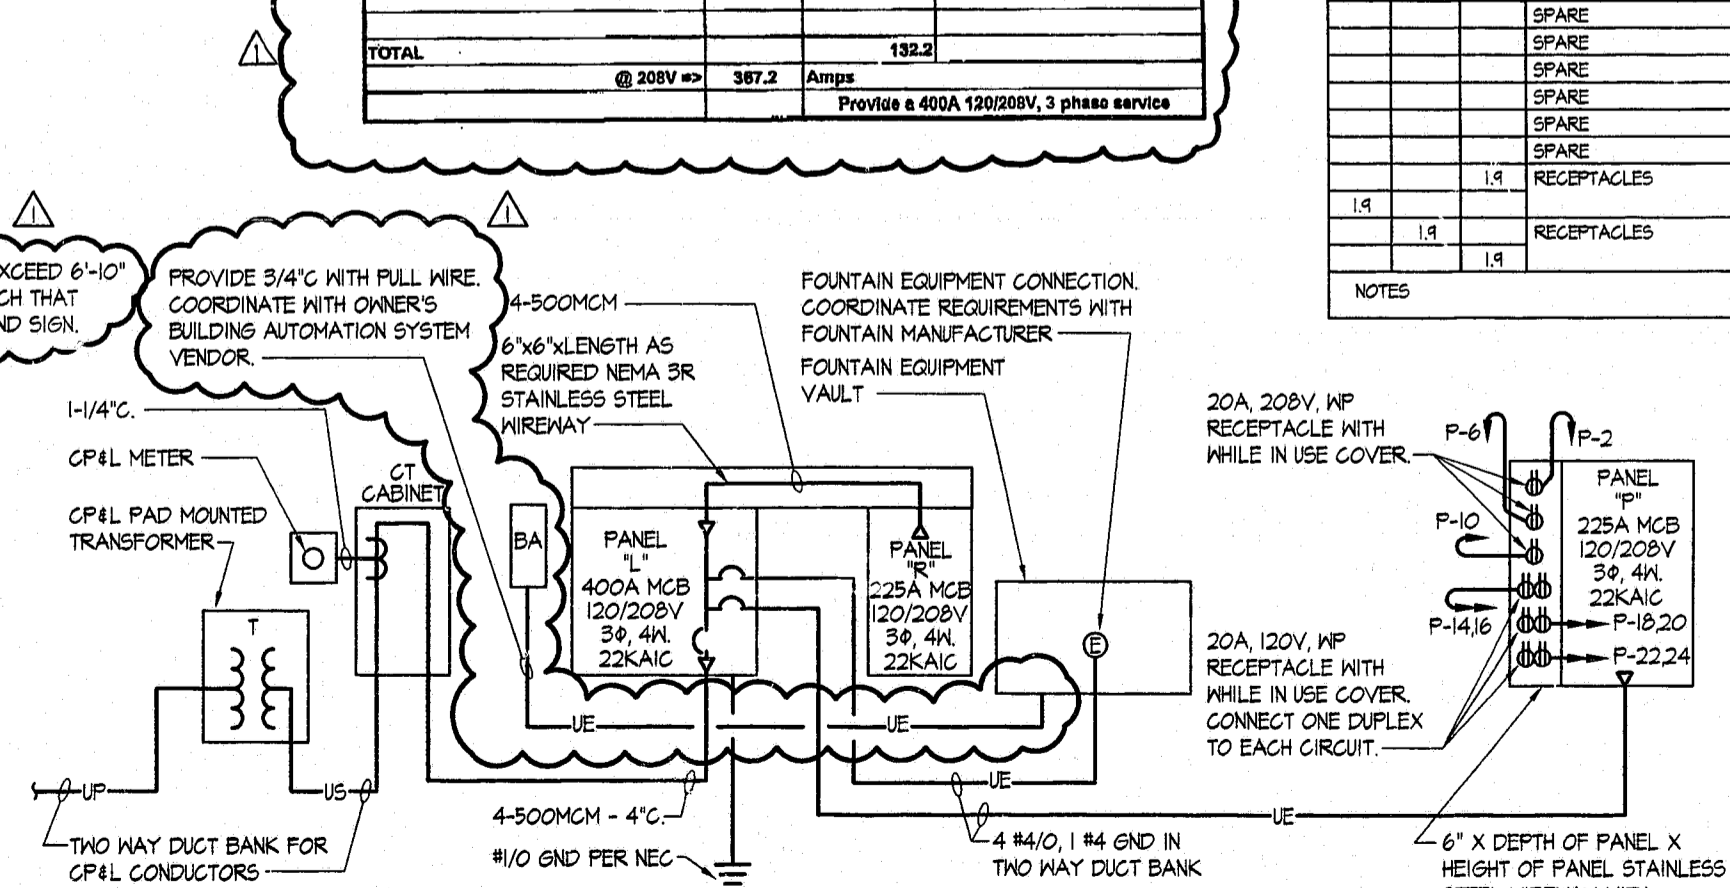 TOTAL 132.2
@ 208V => 367.2 Amps
Provide a 400A 120/208V, 3 phase service
1
SPARE
SPARE
SPARE
SPARE
SPARE
SPARE
1.9 RECEPTACLES
1.9
1.9 RECEPTACLES
1.9
NOTES
1
1
XCEED 6'-10"
CH THAT
ND SIGN.
PROVIDE 3/4"C WITH PULL WIRE.
COORDINATE WITH OWNER'S
BUILDING AUTOMATION SYSTEM
VENDOR.
4-500MCM
6"x6"xLENGTH AS
REQUIRED NEMA 3R
STAINLESS STEEL
WIREWAY
FOUNTAIN EQUIPMENT CONNECTION.
COORDINATE REQUIREMENTS WITH
FOUNTAIN MANUFACTURER
FOUNTAIN EQUIPMENT
VAULT
1-1/4"C.
CP&L METER
CP&L PAD MOUNTED
TRANSFORMER
CT
CABINET
T
BA
PANEL
"L"
400A MCB
120/208V
3Φ, 4W.
22KAIC
PANEL
"R"
225A MCB
120/208V
3Φ, 4W.
22KAIC
E
20A, 208V, WP
RECEPTACLE WITH
WHILE IN USE COVER.
20A, 120V, WP
RECEPTACLE WITH
WHILE IN USE COVER.
CONNECT ONE DUPLEX
TO EACH CIRCUIT.
P-6
P-2
P-10
P-14,16
P-18,20
P-22,24
PANEL
"P"
225A MCB
120/208V
3Φ, 4W.
22KAIC
UE
UE
UP
US
UE
UE
TWO WAY DUCT BANK FOR
CP&L CONDUCTORS
4-500MCM - 4"C.
#1/0 GND PER NEC
4 #4/0, 1 #4 GND IN
TWO WAY DUCT BANK
6" X DEPTH OF PANEL X
HEIGHT OF PANEL STAINLESS